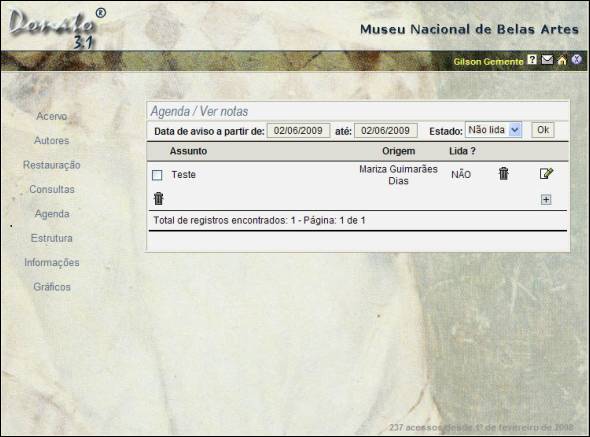 Donato ®
3.1
Museu Nacional de Belas Artes
Gilson Gemente ? X
Acervo
Autores
Restauração
Consultas
Agenda
Estrutura
Informações
Gráficos
Agenda / Ver notas
Data de aviso a partir de: 02/06/2009 até: 02/06/2009 Estado: Não lida Ok
Assunto Origem Lida ?
Teste Mariza Guimarães Dias NÃO
Total de registros encontrados: 1 - Página: 1 de 1
237 acessos desde 1º de fevereiro de 2008